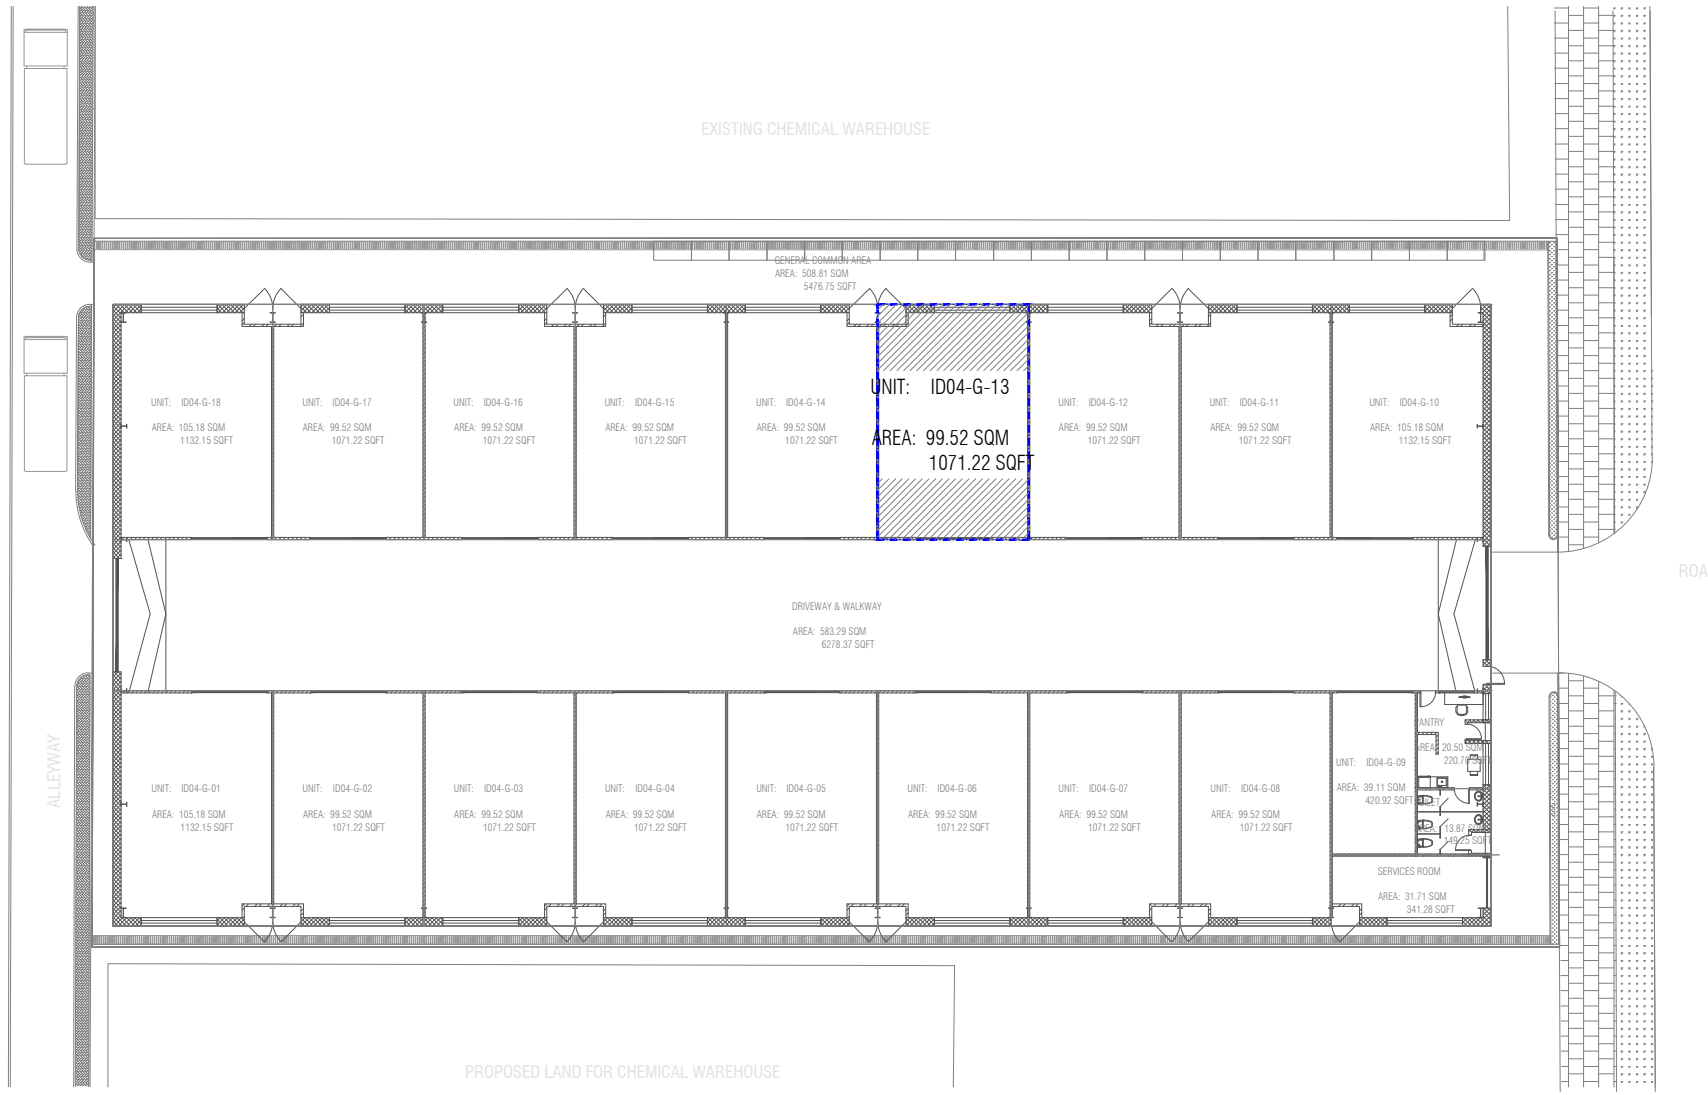 EXISTING CHEMICAL WAREHOUSE
GENERAL COMMON AREA
AREA: 508.81 SQM
5476.75 SQFT
UNIT: ID04-G-18
AREA: 105.18 SQM
1132.15 SQFT
UNIT: ID04-G-17
AREA: 99.52 SQM
1071.22 SQFT
UNIT: ID04-G-16
AREA: 99.52 SQM
1071.22 SQFT
UNIT: ID04-G-15
AREA: 99.52 SQM
1071.22 SQFT
UNIT: ID04-G-14
AREA: 99.52 SQM
1071.22 SQFT
UNIT: ID04-G-13
AREA: 99.52 SQM
1071.22 SQFT
UNIT: ID04-G-12
AREA: 99.52 SQM
1071.22 SQFT
UNIT: ID04-G-11
AREA: 99.52 SQM
1071.22 SQFT
UNIT: ID04-G-10
AREA: 105.18 SQM
1132.15 SQFT
ROA
DRIVEWAY & WALKWAY
AREA: 583.29 SQM
6278.37 SQFT
ALLEYWAY
UNIT: ID04-G-01
AREA: 105.18 SQM
1132.15 SQFT
UNIT: ID04-G-02
AREA: 99.52 SQM
1071.22 SQFT
UNIT: ID04-G-03
AREA: 99.52 SQM
1071.22 SQFT
UNIT: ID04-G-04
AREA: 99.52 SQM
1071.22 SQFT
UNIT: ID04-G-05
AREA: 99.52 SQM
1071.22 SQFT
UNIT: ID04-G-06
AREA: 99.52 SQM
1071.22 SQFT
UNIT: ID04-G-07
AREA: 99.52 SQM
1071.22 SQFT
UNIT: ID04-G-08
AREA: 99.52 SQM
1071.22 SQFT
UNIT: ID04-G-09
AREA: 39.11 SQM
420.92 SQFT
PANTRY
AREA: 20.50 SQM
220.70 SQFT
TOILET
AREA: 13.87 SQM
149.25 SQFT
SERVICES ROOM
AREA: 31.71 SQM
341.28 SQFT
PROPOSED LAND FOR CHEMICAL WAREHOUSE